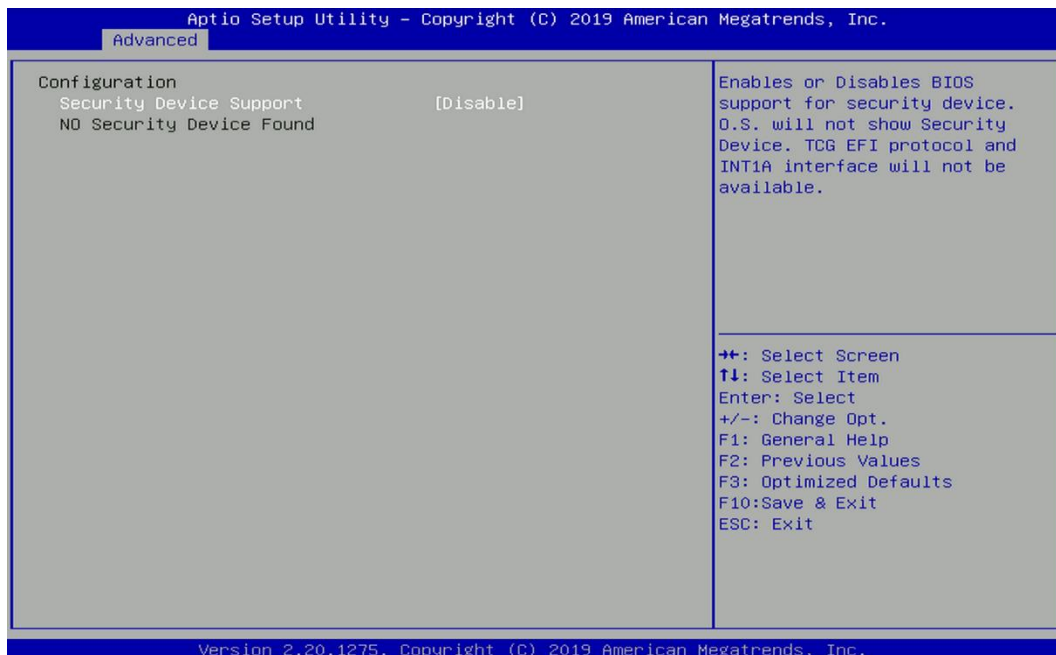 Aptio Setup Utility – Copyright (C) 2019 American Megatrends, Inc.
Advanced
Configuration
Security Device Support [Disable]
NO Security Device Found
Enables or Disables BIOS
support for security device.
O.S. will not show Security
Device. TCG EFI protocol and
INT1A interface will not be
available.
→←: Select Screen
↑↓: Select Item
Enter: Select
+/-: Change Opt.
F1: General Help
F2: Previous Values
F3: Optimized Defaults
F10:Save & Exit
ESC: Exit
Version 2.20.1275. Copyright (C) 2019 American Megatrends, Inc.